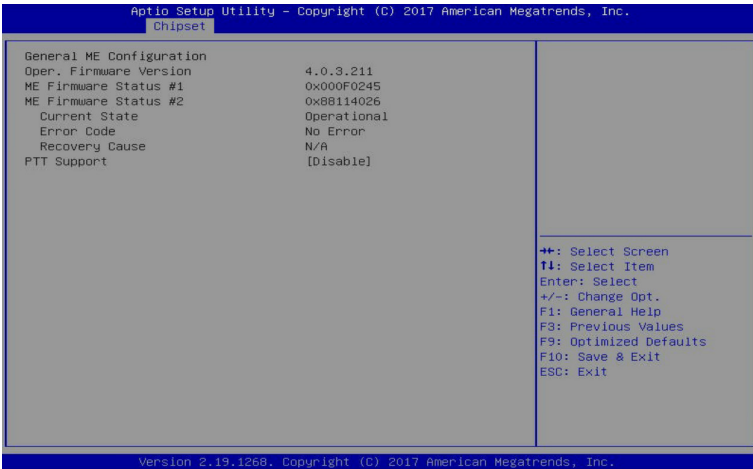 Aptio Setup Utility – Copyright (C) 2017 American Megatrends, Inc.
Chipset
General ME Configuration
Oper. Firmware Version 4.0.3.211
ME Firmware Status #1 0x000F0245
ME Firmware Status #2 0x88114026
Current State Operational
Error Code No Error
Recovery Cause N/A
PTT Support [Disable]
→←: Select Screen
↑↓: Select Item
Enter: Select
+/-: Change Opt.
F1: General Help
F3: Previous Values
F9: Optimized Defaults
F10: Save & Exit
ESC: Exit
Version 2.19.1268. Copyright (C) 2017 American Megatrends, Inc.